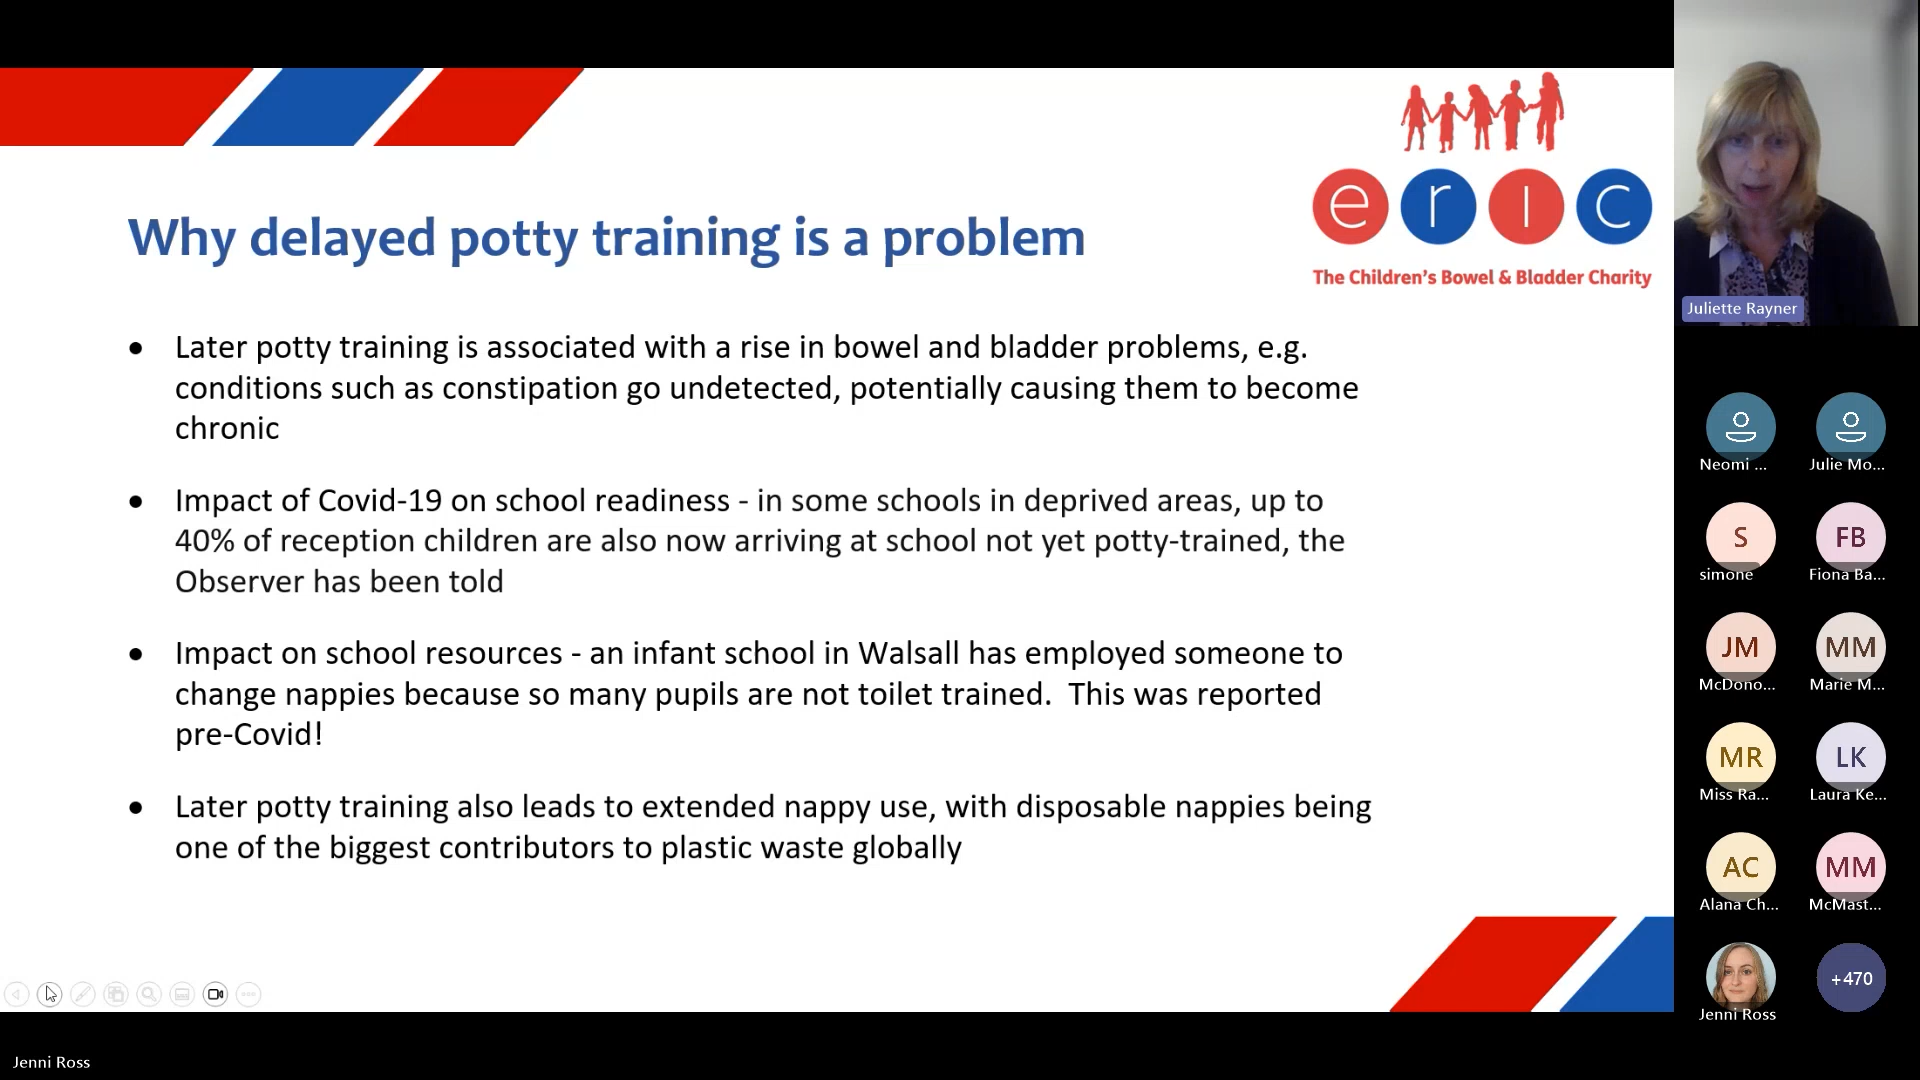 Why delayed potty training is a problem
eric
The Children's Bowel & Bladder Charity
• Later potty training is associated with a rise in bowel and bladder problems, e.g.
conditions such as constipation go undetected, potentially causing them to become
chronic
• Impact of Covid-19 on school readiness - in some schools in deprived areas, up to
40% of reception children are also now arriving at school not yet potty-trained, the
Observer has been told
• Impact on school resources - an infant school in Walsall has employed someone to
change nappies because so many pupils are not toilet trained.  This was reported
pre-Covid!
• Later potty training also leads to extended nappy use, with disposable nappies being
one of the biggest contributors to plastic waste globally
Juliette Rayner
Neomi ...
Julie Mo...
S
simone
FB
Fiona Ba...
JM
McDono...
MM
Marie M...
MR
Miss Ra...
LK
Laura Ke...
AC
Alana Ch...
MM
McMast...
Jenni Ross
+470
Jenni Ross